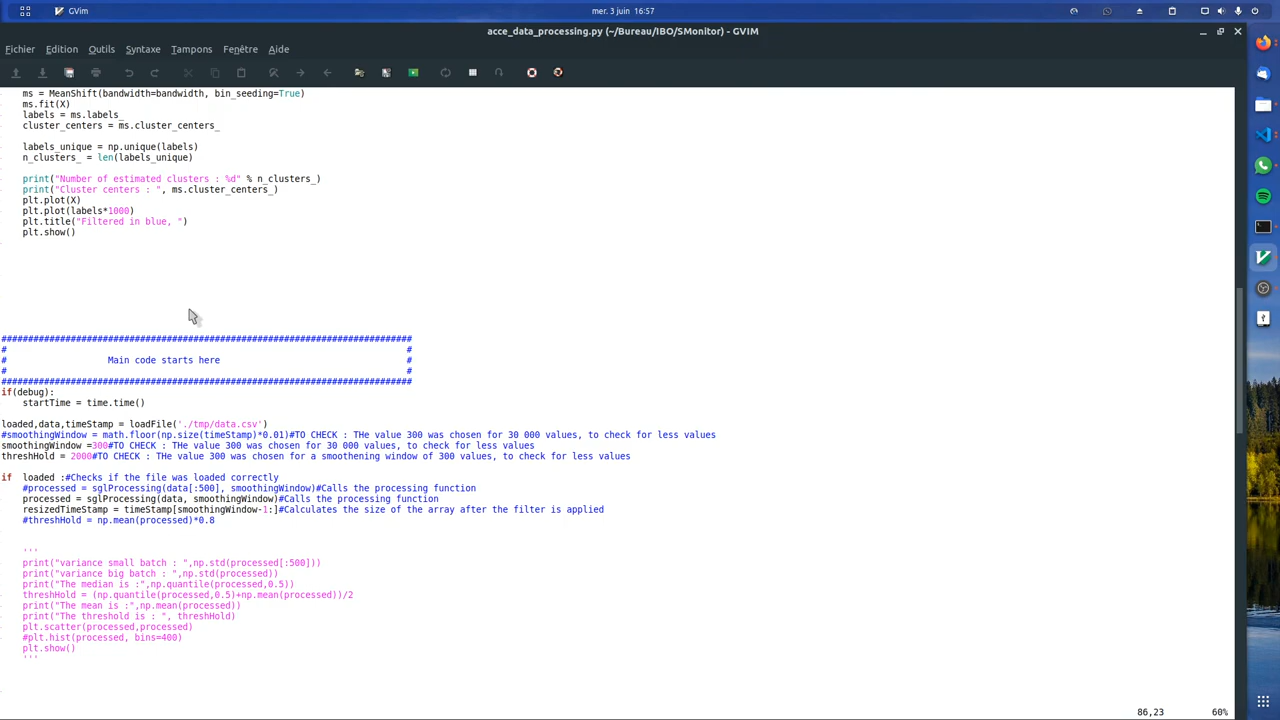 GVim
mer. 3 juin  16:57
acce_data_processing.py (~/Bureau/IBO/SMonitor) - GVIM
Fichier Edition Outils Syntaxe Tampons Fenêtre Aide
ms = MeanShift(bandwidth=bandwidth, bin_seeding=True)
ms.fit(X)
labels = ms.labels_
cluster_centers = ms.cluster_centers_
labels_unique = np.unique(labels)
n_clusters_ = len(labels_unique)
print("Number of estimated clusters : %d" % n_clusters_)
print("Cluster centers : ", ms.cluster_centers_)
plt.plot(X)
plt.plot(labels*1000)
plt.title("Filtered in blue, ")
plt.show()
#############################################################################
#                                                                           #
#                   Main code starts here                                   #
#                                                                           #
#############################################################################
if(debug):
startTime = time.time()
loaded,data,timeStamp = loadFile('./tmp/data.csv')
#smoothingWindow = math.floor(np.size(timeStamp)*0.01)#TO CHECK : THe value 300 was chosen for 30 000 values, to check for less values
smoothingWindow =300#TO CHECK : THe value 300 was chosen for 30 000 values, to check for less values
threshHold = 2000#TO CHECK : THe value 300 was chosen for a smoothening window of 300 values, to check for less values
if  loaded :#Checks if the file was loaded correctly
#processed = sglProcessing(data[:500], smoothingWindow)#Calls the processing function
processed = sglProcessing(data, smoothingWindow)#Calls the processing function
resizedTimeStamp = timeStamp[smoothingWindow-1:]#Calculates the size of the array after the filter is applied
#threshHold = np.mean(processed)*0.8
'''
print("variance small batch : ",np.std(processed[:500]))
print("variance big batch : ",np.std(processed))
print("The median is :",np.quantile(processed,0.5))
threshHold = (np.quantile(processed,0.5)+np.mean(processed))/2
print("The mean is :",np.mean(processed))
print("The threshold is : ", threshHold)
plt.scatter(processed,processed)
#plt.hist(processed, bins=400)
plt.show()
'''
86,23 60%